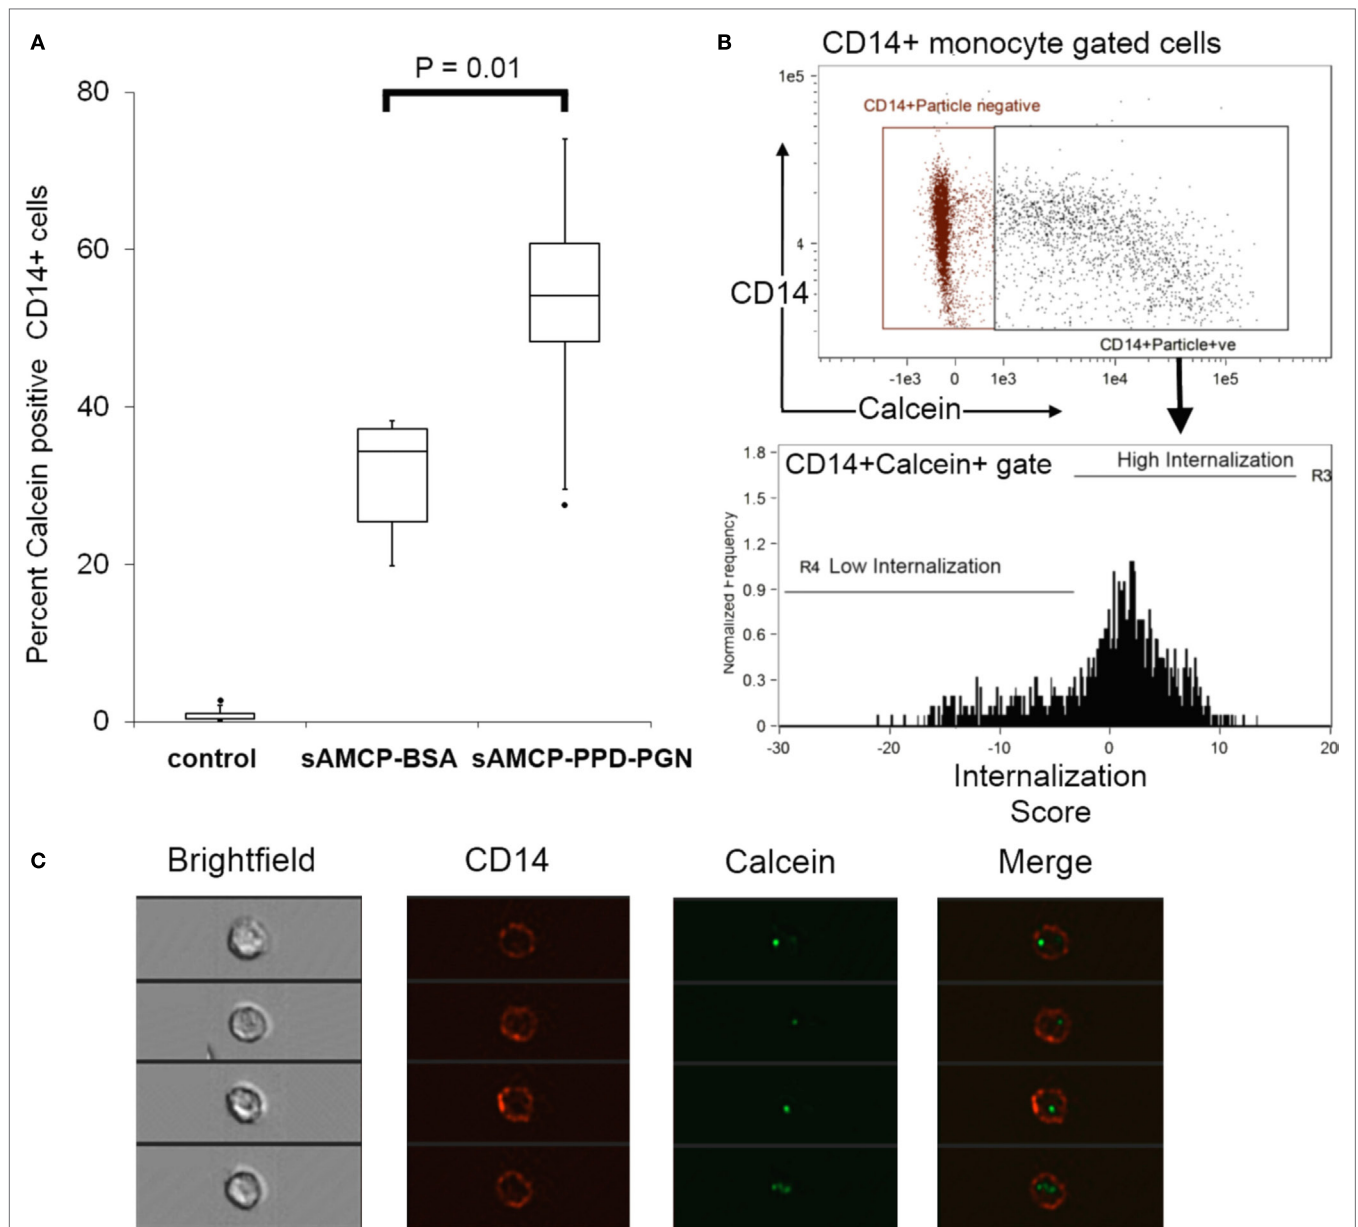 A
P = 0.01
80
60
40
20
0
Percent Calcein positive CD14+ cells
control
sAMCP-BSA
sAMCP-PPD-PGN
B
CD14+ monocyte gated cells
1e5
CD14+Particle negative
4
CD14
CD14+Particle+ve
-1e3
0
1e3
1e4
1e5
Calcein
1.8
CD14+Calcein+ gate
High Internalization
R3
1.5
1.2
R4 Low Internalization
0.9
0.6
0.3
0
Normalized Frequency
-30
-20
-10
0
10
20
Internalization
Score
C
Brightfield
CD14
Calcein
Merge